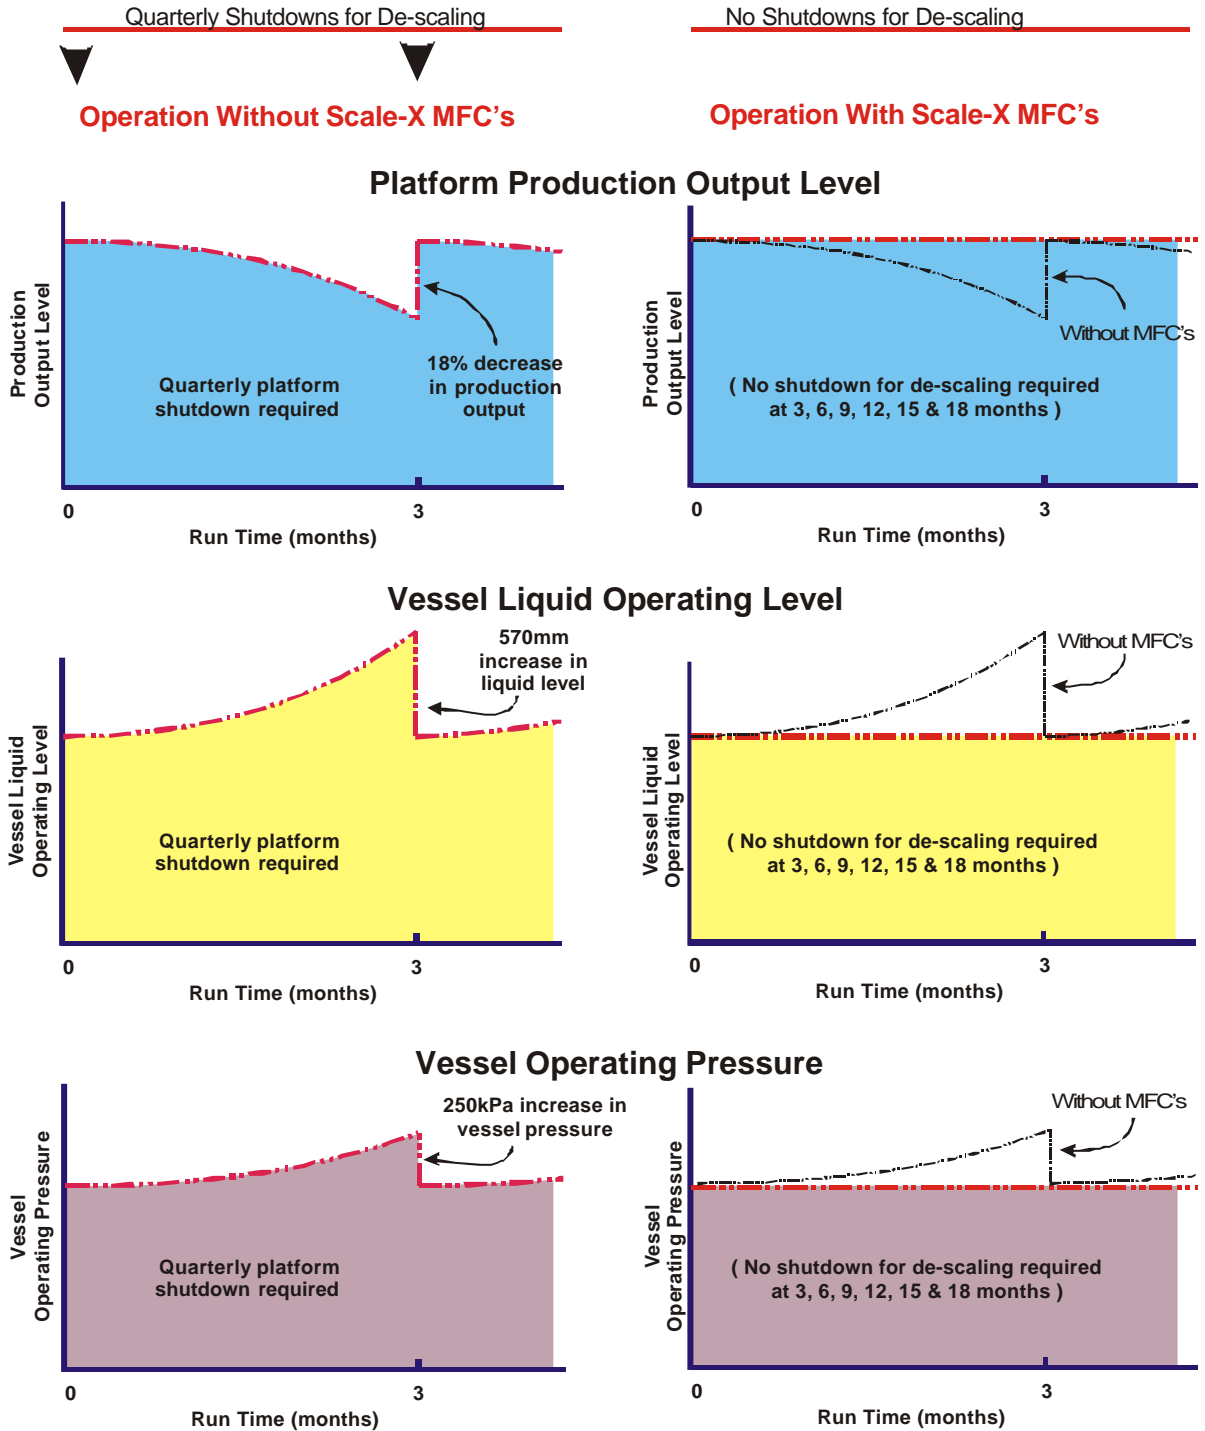 Quarterly Shutdowns for De-scaling
No Shutdowns for De-scaling
Operation Without Scale-X MFC's
Operation With Scale-X MFC's
Platform Production Output Level
Production
Output Level
18% decrease
in production
output
Quarterly platform
shutdown required
0
3
Run Time (months)
Production
Output Level
Without MFC's
( No shutdown for de-scaling required
at 3, 6, 9, 12, 15 & 18 months )
0
3
Run Time (months)
Vessel Liquid Operating Level
Vessel Liquid
Operating Level
570mm
increase in
liquid level
Quarterly platform
shutdown required
0
3
Run Time (months)
Vessel Liquid
Operating Level
Without MFC's
( No shutdown for de-scaling required
at 3, 6, 9, 12, 15 & 18 months )
0
3
Run Time (months)
Vessel Operating Pressure
Vessel
Operating Pressure
250kPa increase in
vessel pressure
Quarterly platform
shutdown required
0
3
Run Time (months)
Vessel
Operating Pressure
Without MFC's
( No shutdown for de-scaling required
at 3, 6, 9, 12, 15 & 18 months )
0
3
Run Time (months)